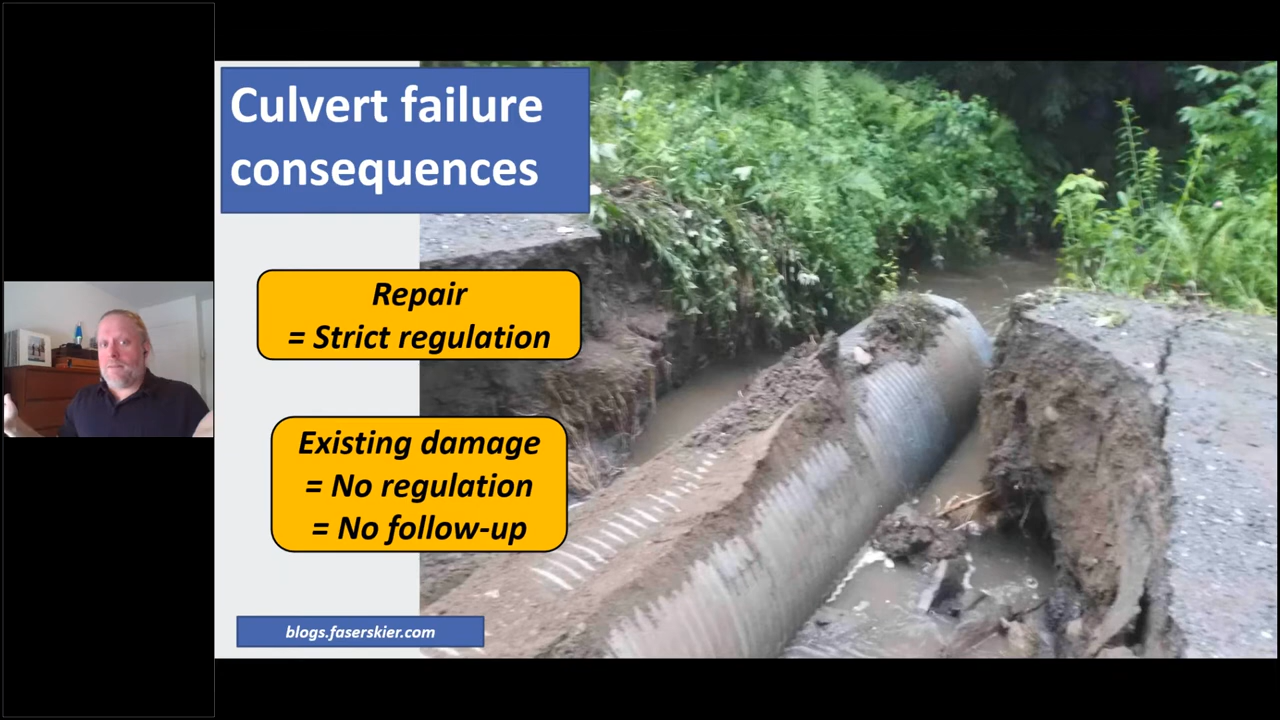 Culvert failure
consequences
Repair
= Strict regulation
Existing damage
= No regulation
= No follow-up
blogs.faserskier.com